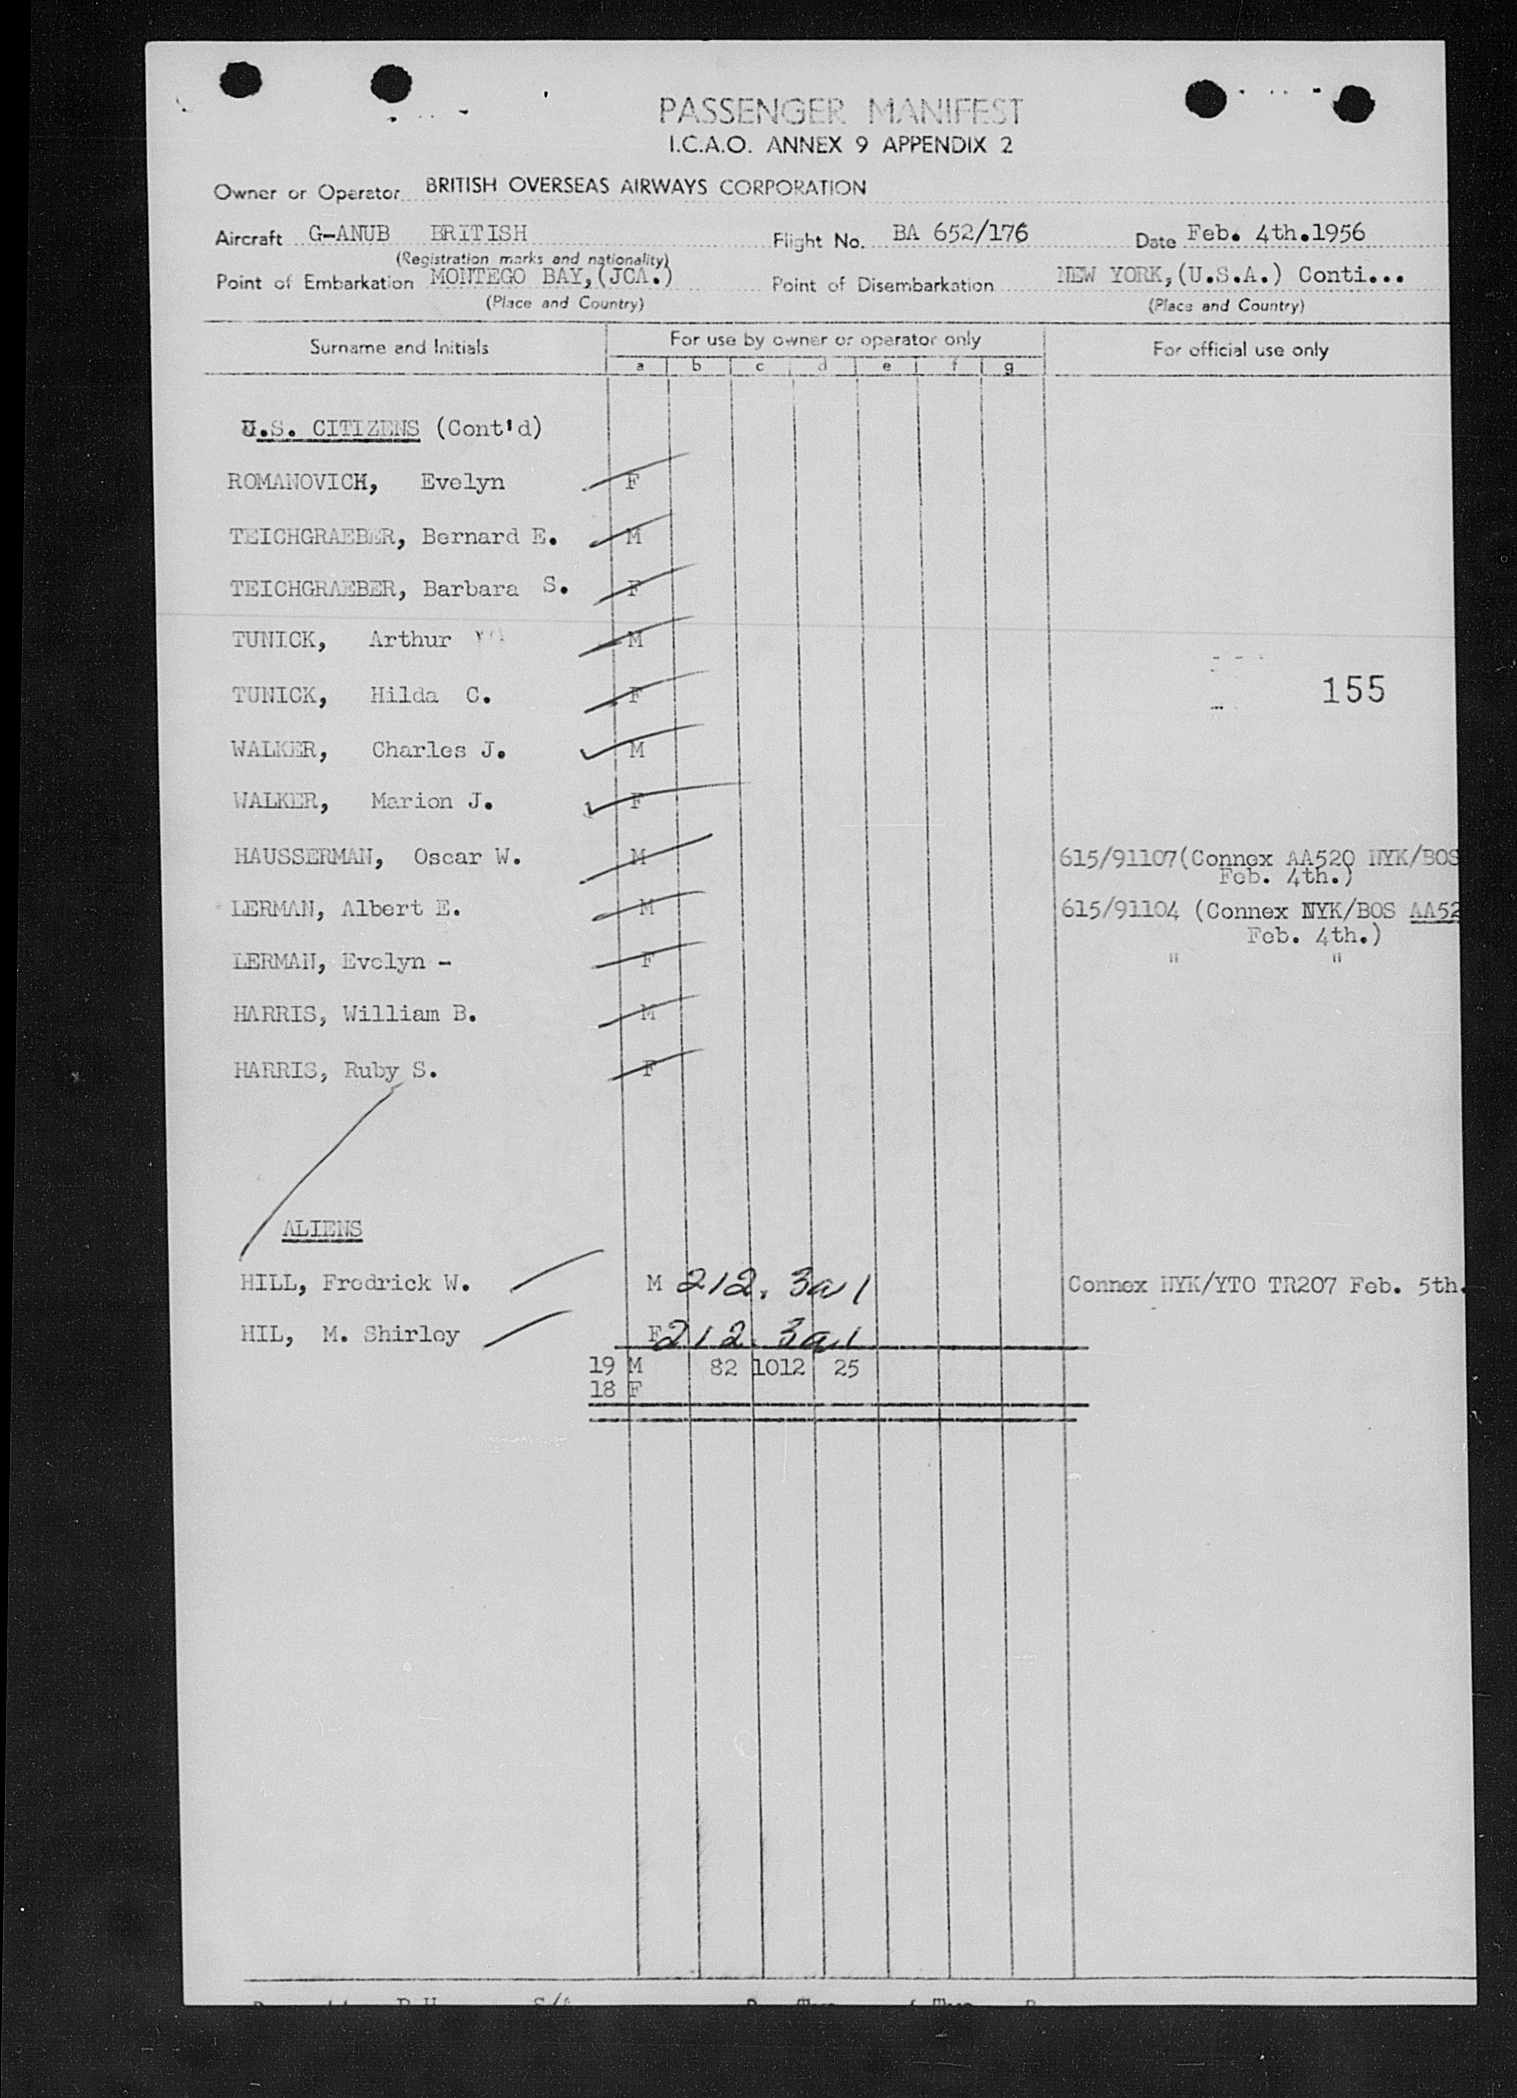 PASSENGER MANIFEST
I.C.A.O. ANNEX 9 APPENDIX 2
Owner or Operator BRITISH OVERSEAS AIRWAYS CORPORATION
Aircraft G-ANUB BRITISH Flight No. BA 652/176 Date Feb. 4th.1956
(Registration marks and nationality)
Point of Embarkation MONTEGO BAY,(JCA.) Point of Disembarkation NEW YORK,(U.S.A.) Conti...
(Place and Country) (Place and Country)
Surname and Initials For use by owner or operator only For official use only
a b c d e f g
U.S. CITIZENS (Cont'd)
ROMANOVICH, Evelyn F
TEICHGRAEBER, Bernard E. M
TEICHGRAEBER, Barbara S. F
TUNICK, Arthur M
155
TUNICK, Hilda C. F
WALKER, Charles J. M
WALKER, Marion J. F
HAUSSERMAN, Oscar W. M 615/91107(Connex AA520 NYK/BOS
Feb. 4th.)
LERMAN, Albert E. M 615/91104 (Connex NYK/BOS AA52
Feb. 4th.)
LERMAN, Evelyn - F " "
HARRIS, William B. M
HARRIS, Ruby S. F
ALIENS
HILL, Fredrick W. M 212. 3a1 Connex NYK/YTO TR207 Feb. 5th.
HIL, M. Shirley F 212. 3a1
19 M 82 1012 25
18 F